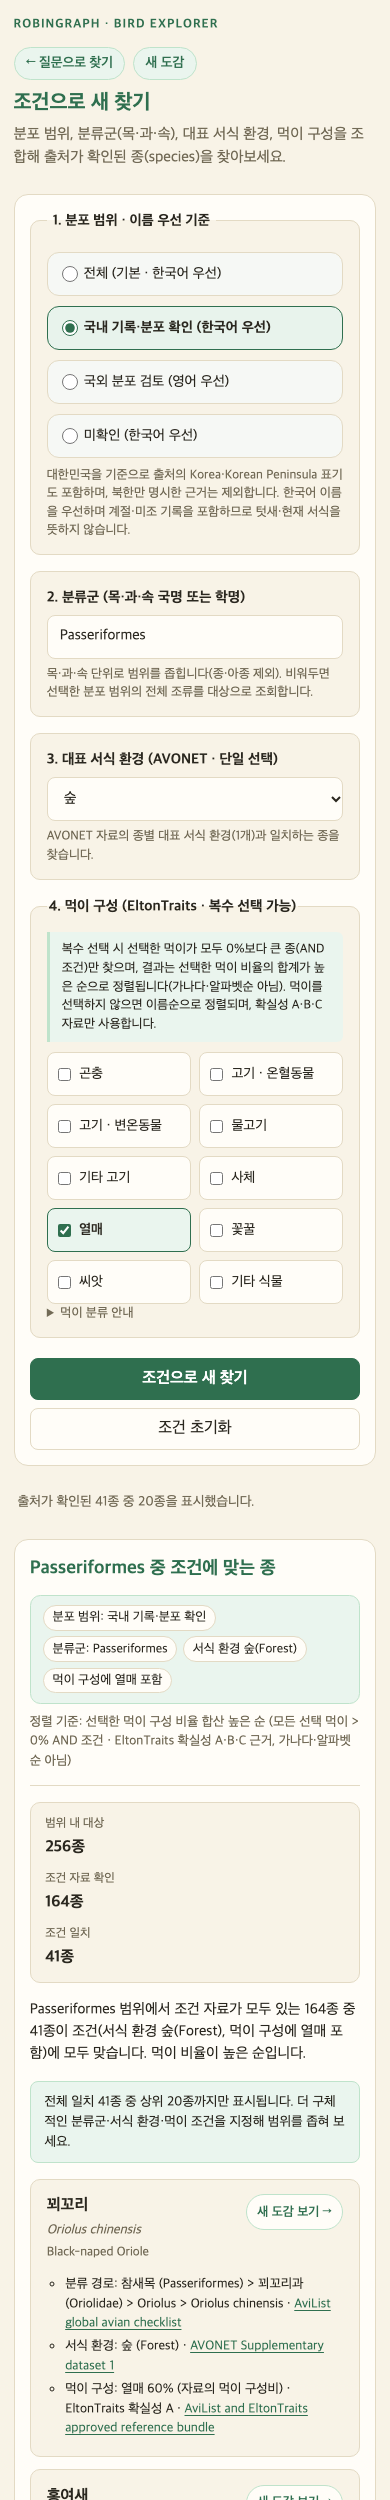 ROBINGRAPH · BIRD EXPLORER
← 질문으로 찾기
새 도감
조건으로 새 찾기
분포 범위, 분류군(목·과·속), 대표 서식 환경, 먹이 구성을 조
합해 출처가 확인된 종(species)을 찾아보세요.
1. 분포 범위 · 이름 우선 기준
전체 (기본 · 한국어 우선)
국내 기록·분포 확인 (한국어 우선)
국외 분포 검토 (영어 우선)
미확인 (한국어 우선)
대한민국을 기준으로 출처의 Korea·Korean Peninsula 표기
도 포함하며, 북한만 명시한 근거는 제외합니다. 한국어 이름
을 우선하며 계절·미조 기록을 포함하므로 텃새·현재 서식을
뜻하지 않습니다.
2. 분류군 (목·과·속 국명 또는 학명)
Passeriformes
목·과·속 단위로 범위를 좁힙니다(종·아종 제외). 비워두면
선택한 분포 범위의 전체 조류를 대상으로 조회합니다.
3. 대표 서식 환경 (AVONET · 단일 선택)
숲
AVONET 자료의 종별 대표 서식 환경(1개)과 일치하는 종을
찾습니다.
4. 먹이 구성 (EltonTraits · 복수 선택 가능)
복수 선택 시 선택한 먹이가 모두 0%보다 큰 종(AND
조건)만 찾으며, 결과는 선택한 먹이 비율의 합계가 높
은 순으로 정렬됩니다(가나다·알파벳순 아님). 먹이를
선택하지 않으면 이름순으로 정렬되며, 확실성 A·B·C
자료만 사용합니다.
곤충
고기 · 온혈동물
고기 · 변온동물
물고기
기타 고기
사체
열매
꽃꿀
씨앗
기타 식물
▶ 먹이 분류 안내
조건으로 새 찾기
조건 초기화
출처가 확인된 41종 중 20종을 표시했습니다.
Passeriformes 중 조건에 맞는 종
분포 범위: 국내 기록·분포 확인
분류군: Passeriformes
서식 환경 숲(Forest)
먹이 구성에 열매 포함
정렬 기준: 선택한 먹이 구성 비율 합산 높은 순 (모든 선택 먹이 >
0% AND 조건 · EltonTraits 확실성 A·B·C 근거, 가나다·알파벳
순 아님)
범위 내 대상
256종
조건 자료 확인
164종
조건 일치
41종
Passeriformes 범위에서 조건 자료가 모두 있는 164종 중
41종이 조건(서식 환경 숲(Forest), 먹이 구성에 열매 포
함)에 모두 맞습니다. 먹이 비율이 높은 순입니다.
전체 일치 41종 중 상위 20종까지만 표시됩니다. 더 구체
적인 분류군·서식 환경·먹이 조건을 지정해 범위를 좁혀 보
세요.
꾀꼬리
새 도감 보기 →
Oriolus chinensis
Black-naped Oriole
분류 경로: 참새목 (Passeriformes) > 꾀꼬리과
(Oriolidae) > Oriolus > Oriolus chinensis · AviList
global avian checklist
서식 환경: 숲 (Forest) · AVONET Supplementary
dataset 1
먹이 구성: 열매 60% (자료의 먹이 구성비) ·
EltonTraits 확실성 A · AviList and EltonTraits
approved reference bundle
홍여새
새 도감 보기 →